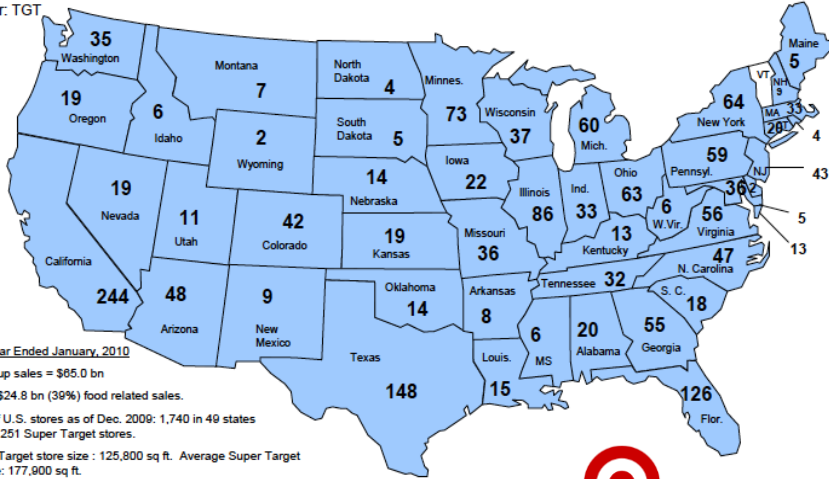 r: TGT
35
Washington
Montana
7
North
Dakota
4
Minnes.
73
Maine
5
VT
NH
9
19
Oregon
6
Idaho
South
Dakota
5
Wisconsin
37
60
Mich.
64
New York
MA
33
20
4
2
Wyoming
Iowa
22
59
Pennsyl.
NJ
43
19
Nevada
11
Utah
42
Colorado
14
Nebraska
Illinois
86
Ind.
33
Ohio
63
6
W.Vir.
36
2
5
13
56
Virginia
California
244
19
Kansas
Missouri
36
13
Kentucky
47
N. Carolina
48
Arizona
9
New
Mexico
Oklahoma
14
Arkansas
8
Tennessee 32
S. C.
18
Texas
148
Louis.
15
6
MS
20
Alabama
55
Georgia
126
Flor.
ar Ended January, 2010
up sales = $65.0 bn
$24.8 bn (39%) food related sales.
U.S. stores as of Dec. 2009: 1,740 in 49 states
251 Super Target stores.
Target store size : 125,800 sq ft. Average Super Target
: 177,900 sq ft.